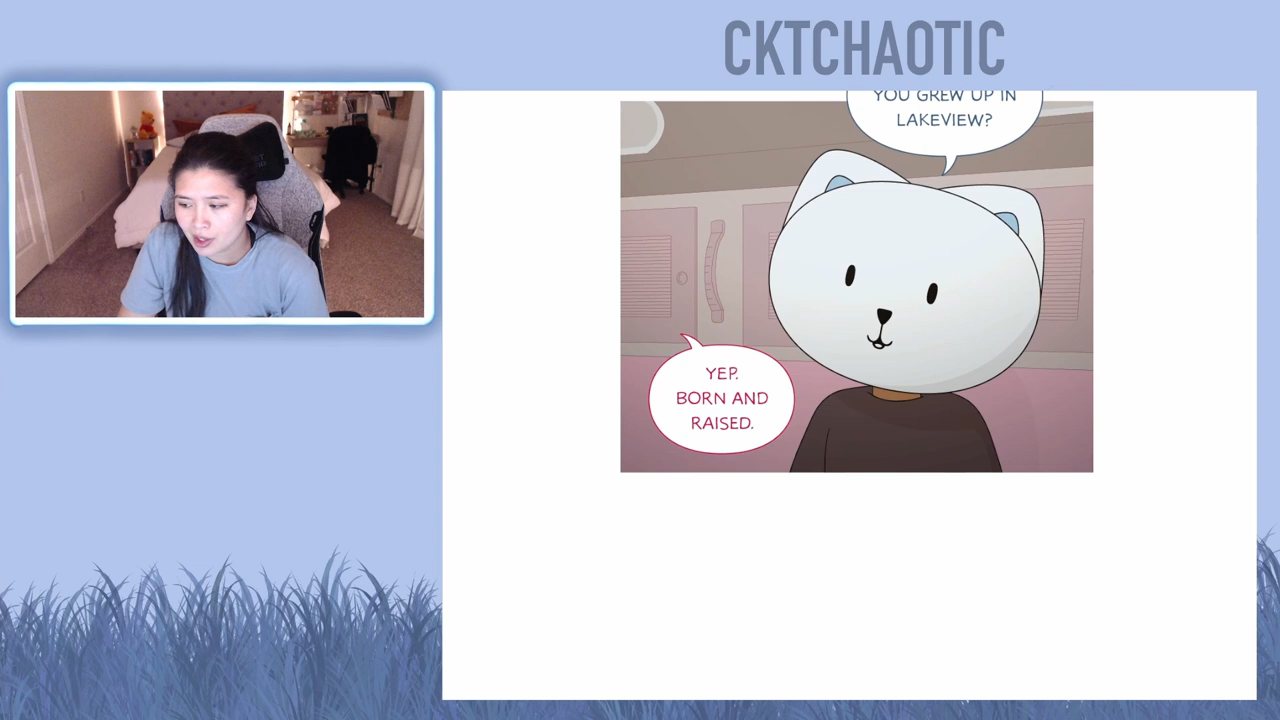 CKTCHAOTIC
YOU GREW UP IN
LAKEVIEW?
YEP.
BORN AND
RAISED.